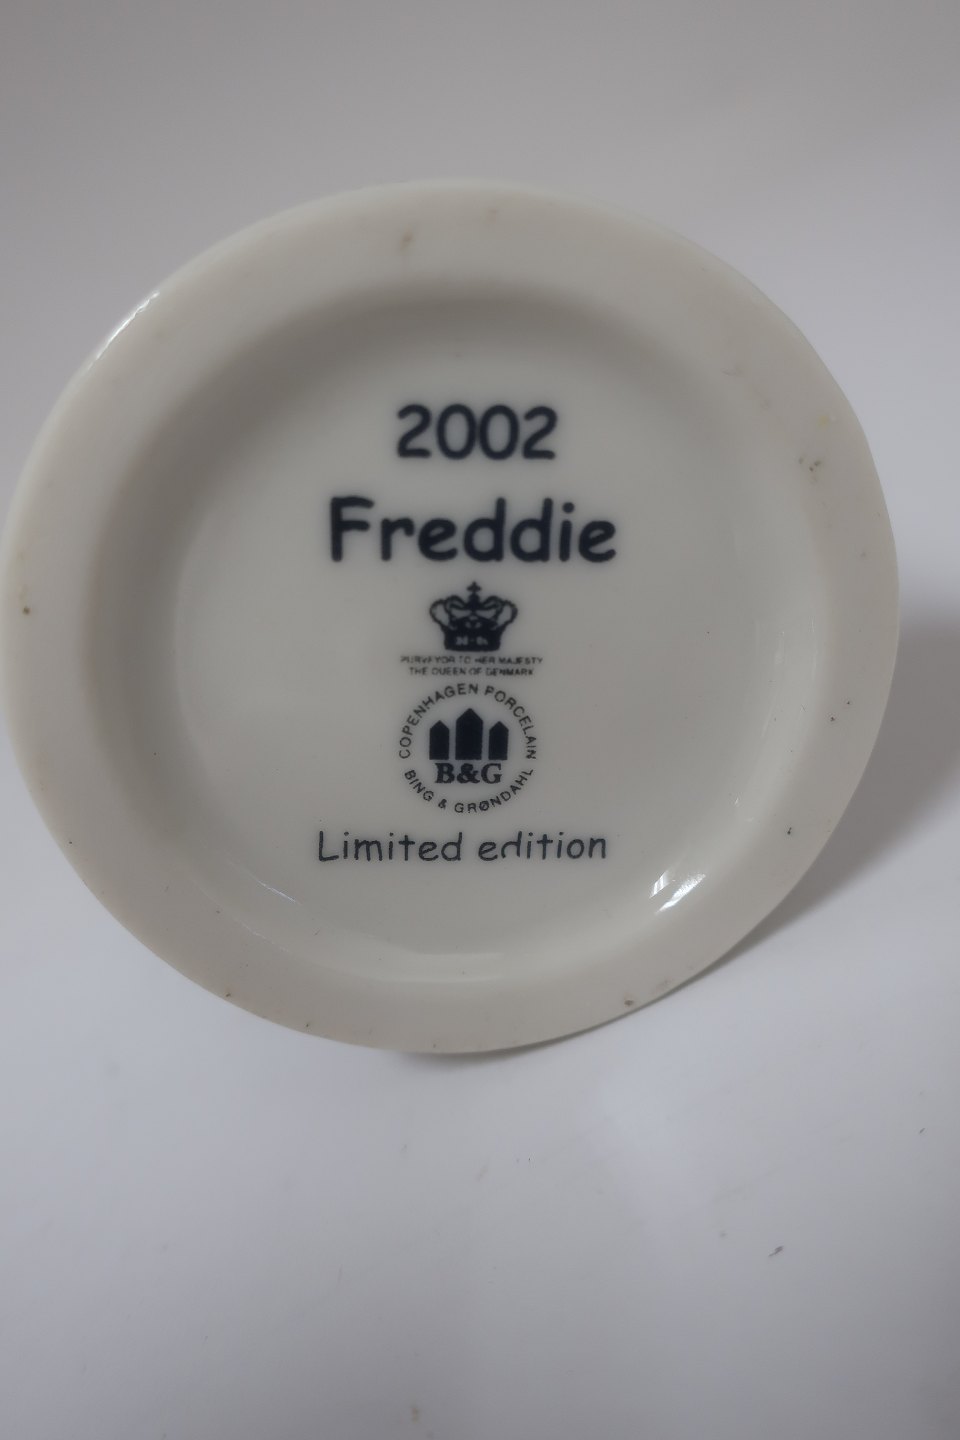 2002
Freddie
PURVEYOR TO HER MAJESTY
THE QUEEN OF DENMARK
COPENHAGEN PORCELAIN
B&G
BING & GRØNDAHL
Limited edition